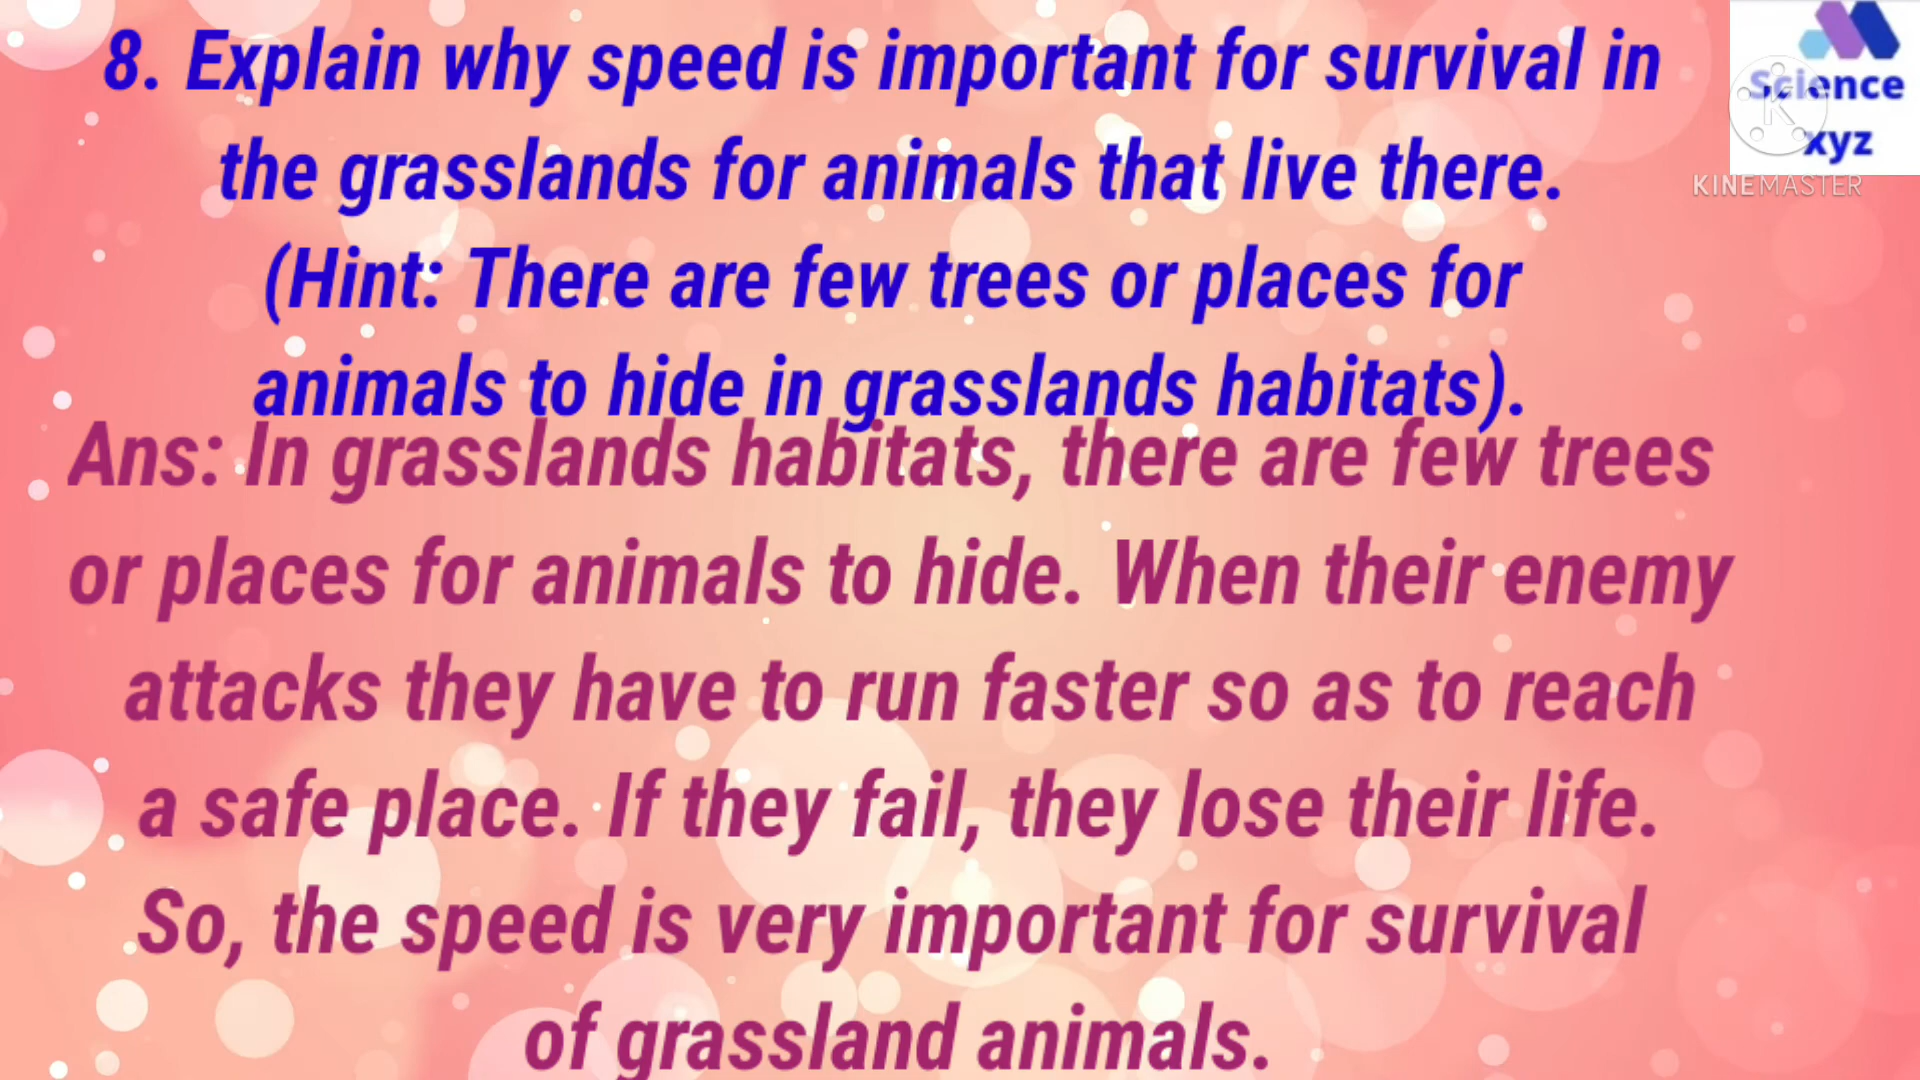 8. Explain why speed is important for survival in
the grasslands for animals that live there.
(Hint: There are few trees or places for
animals to hide in grasslands habitats).
Ans: In grasslands habitats, there are few trees
or places for animals to hide. When their enemy
attacks they have to run faster so as to reach
a safe place. If they fail, they lose their life.
So, the speed is very important for survival
of grassland animals.
Science
xyz
K
KINEMASTER